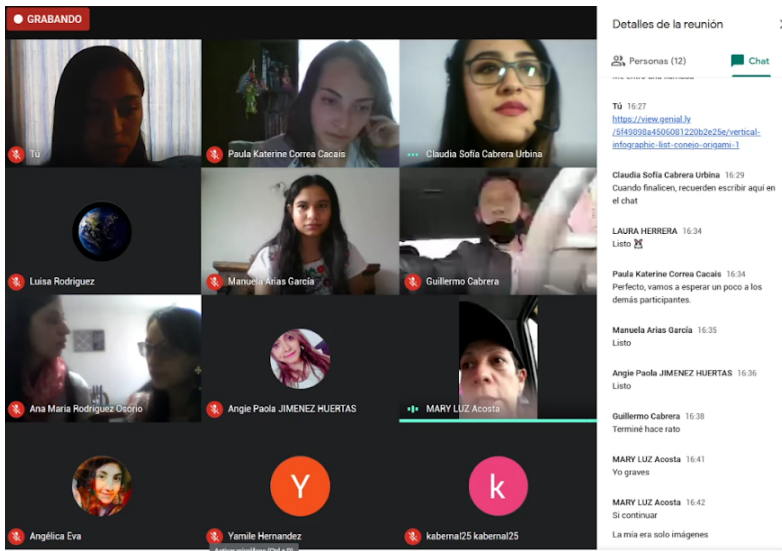 GRABANDO
Tú
Paula Katerine Correa Cacais
Claudia Sofía Cabrera Urbina
Luisa Rodriguez
Manuela Arias García
Guillermo Cabrera
Ana Maria Rodriguez Osorio
Angie Paola JIMENEZ HUERTAS
MARY LUZ Acosta
Angélica Eva
Y
Yamile Hernandez
k
kabernal25 kabernal25
Detalles de la reunión
Personas (12)
Chat
Tú 16:27
https://view.genial.ly
/5f49898a4506081220b2e25e/vertical-
infographic-list-conejo-origami-1
Claudia Sofía Cabrera Urbina 16:29
Cuando finalicen, recuerden escribir aquí en
el chat
LAURA HERRERA 16:34
Listo
Paula Katerine Correa Cacais 16:34
Perfecto, vamos a esperar un poco a los
demás participantes.
Manuela Arias García 16:35
Listo
Angie Paola JIMENEZ HUERTAS 16:36
Listo
Guillermo Cabrera 16:38
Terminé hace rato
MARY LUZ Acosta 16:41
Yo graves
MARY LUZ Acosta 16:42
Si continuar
La mía era solo imágenes